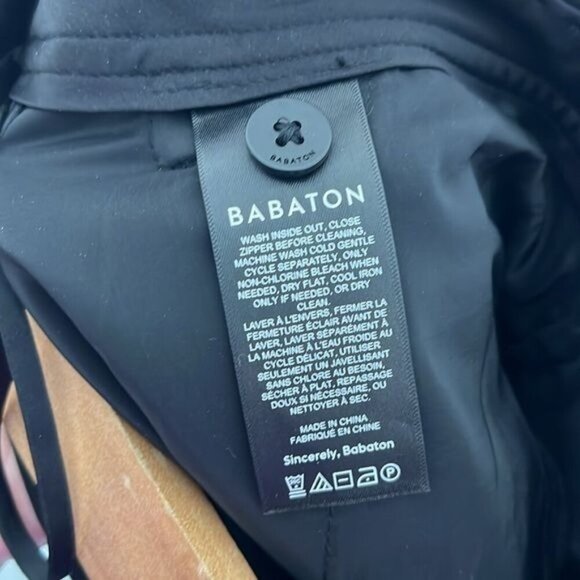 BABATON
BABATON
WASH INSIDE OUT, CLOSE
ZIPPER BEFORE CLEANING,
MACHINE WASH COLD GENTLE
CYCLE SEPARATELY, ONLY
NON-CHLORINE BLEACH WHEN
NEEDED, DRY FLAT, COOL IRON
ONLY IF NEEDED, OR DRY
CLEAN.
LAVER À L'ENVERS, FERMER LA
FERMETURE ÉCLAIR AVANT DE
LAVER, LAVER SÉPARÉMENT À
LA MACHINE À L'EAU FROIDE AU
CYCLE DÉLICAT, UTILISER
SEULEMENT UN JAVELLISANT
SANS CHLORE AU BESOIN,
SÉCHER À PLAT, REPASSAGE
DOUX SI NÉCESSAIRE, OU
NETTOYER À SEC.
MADE IN CHINA
FABRIQUÉ EN CHINE
Sincerely, Babaton